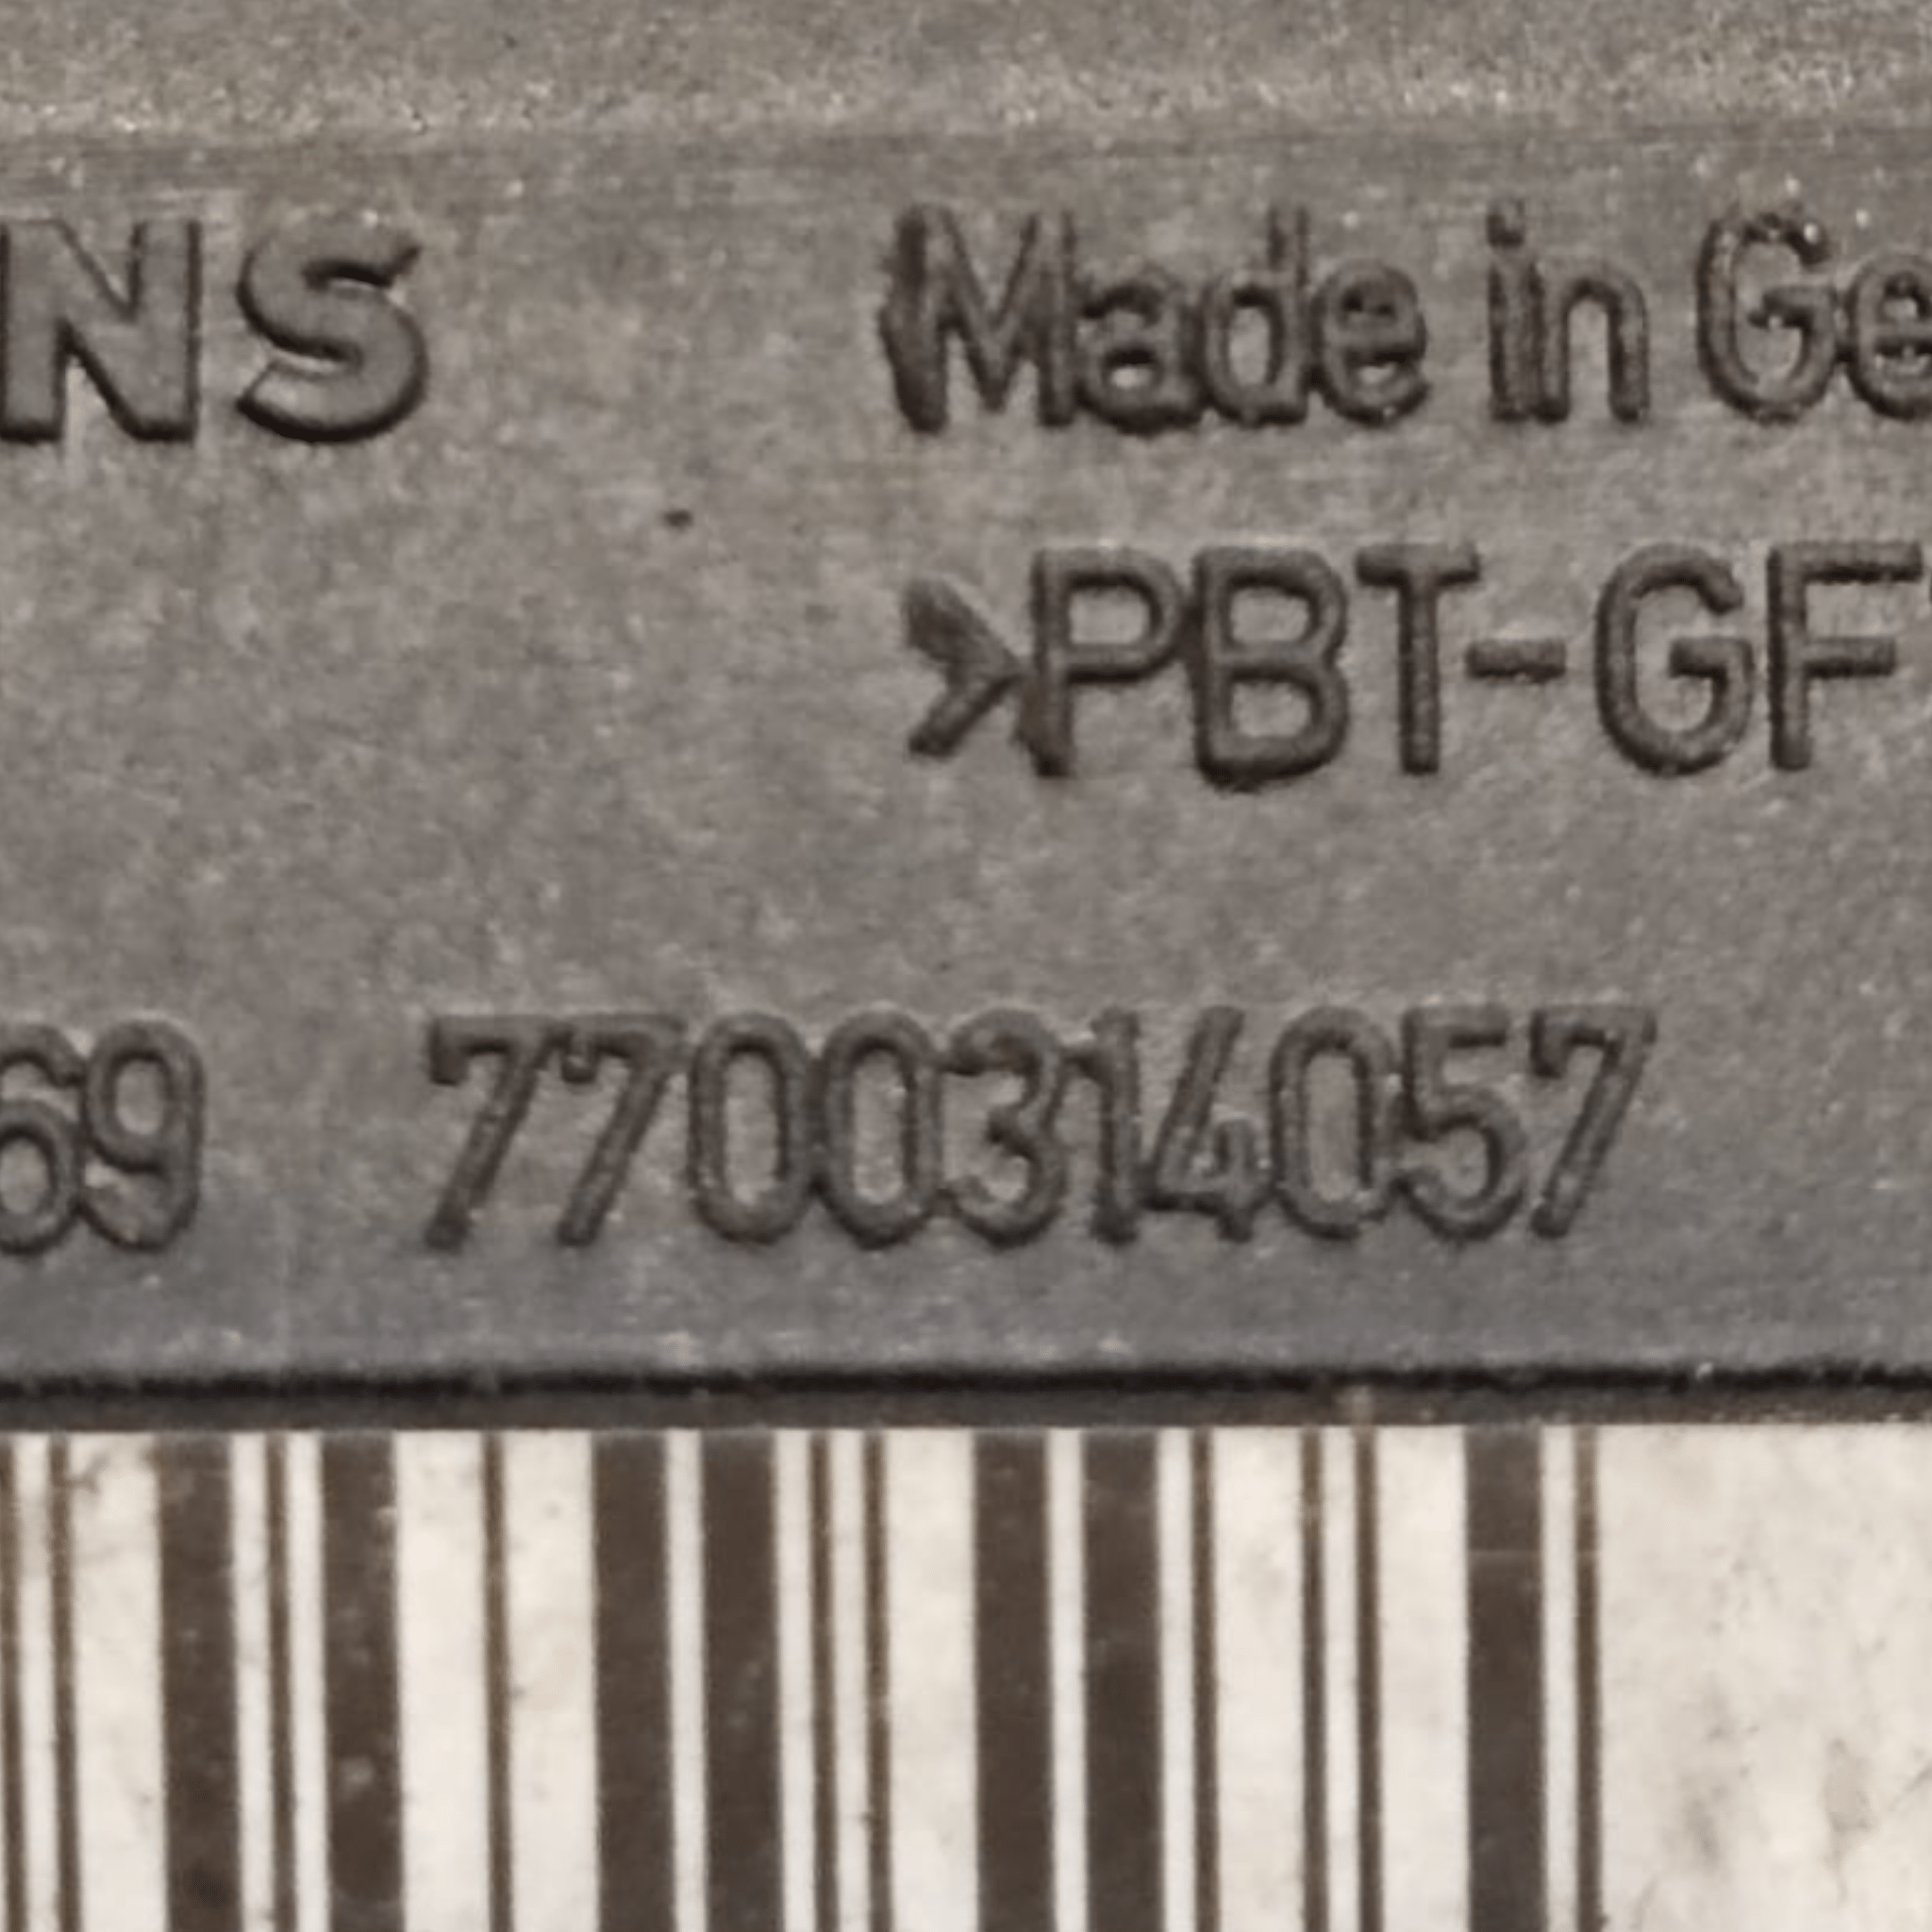 NS Made in Ge
>PBT-GF
69 7700314057